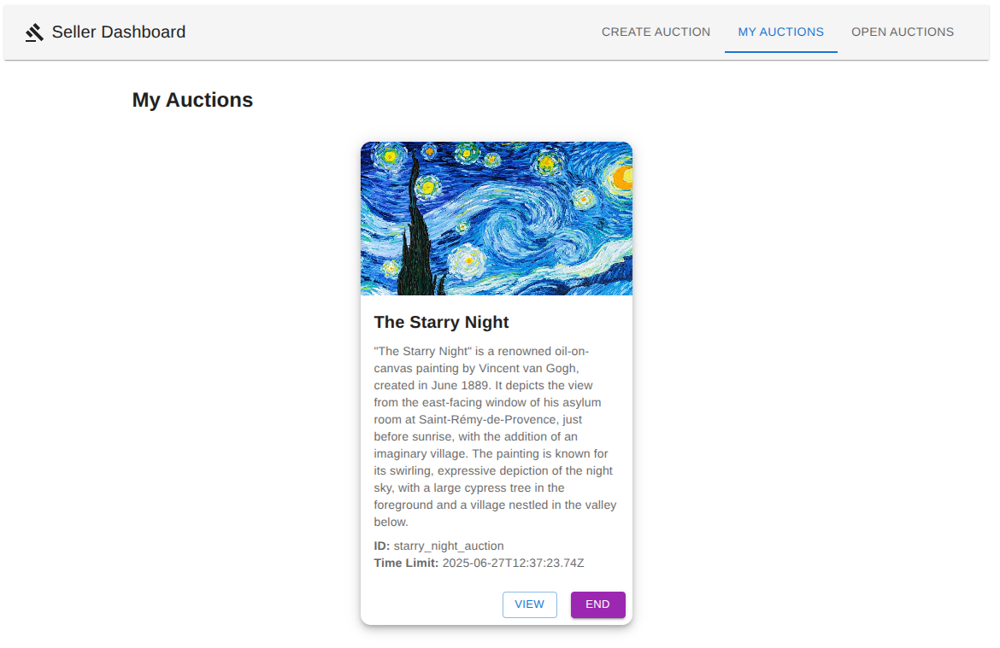 Seller Dashboard
CREATE AUCTION
MY AUCTIONS
OPEN AUCTIONS
My Auctions
The Starry Night
"The Starry Night" is a renowned oil-on-
canvas painting by Vincent van Gogh,
created in June 1889. It depicts the view
from the east-facing window of his asylum
room at Saint-Rémy-de-Provence, just
before sunrise, with the addition of an
imaginary village. The painting is known for
its swirling, expressive depiction of the night
sky, with a large cypress tree in the
foreground and a village nestled in the valley
below.
ID: starry_night_auction
Time Limit: 2025-06-27T12:37:23.74Z
VIEW
END